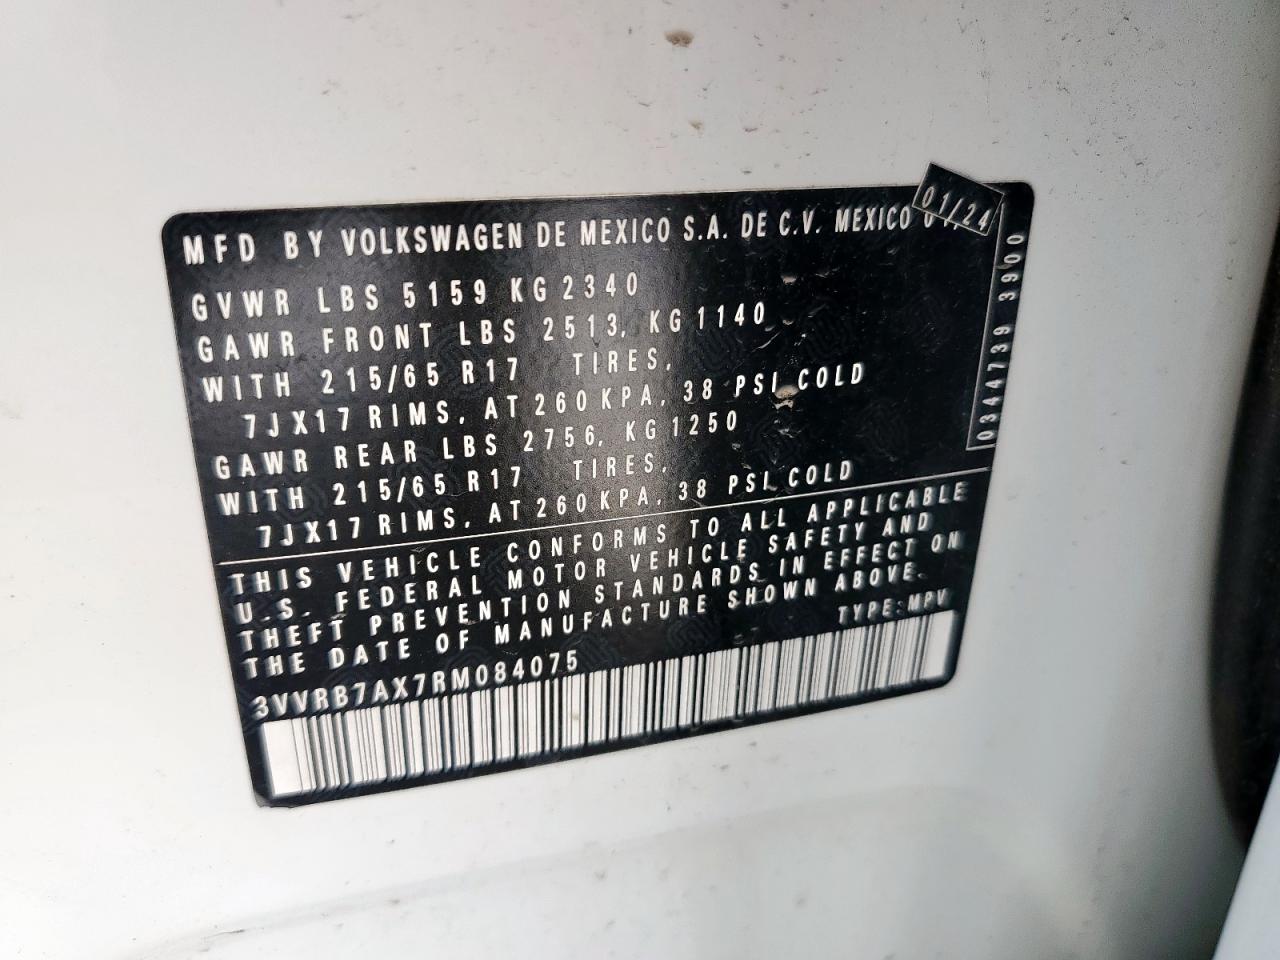 MFD BY VOLKSWAGEN DE MEXICO S.A. DE C.V. MEXICO
01/24
GVWR LBS 5159 KG 2340
GAWR FRONT LBS 2513, KG 1140
WITH 215/65 R17 TIRES,
7JX17 RIMS, AT 260 KPA, 38 PSI COLD
GAWR REAR LBS 2756, KG 1250
WITH 215/65 R17 TIRES,
7JX17 RIMS, AT 260 KPA, 38 PSI COLD
THIS VEHICLE CONFORMS TO ALL APPLICABLE
U.S. FEDERAL MOTOR VEHICLE SAFETY AND
THEFT PREVENTION STANDARDS IN EFFECT ON
THE DATE OF MANUFACTURE SHOWN ABOVE.
3VVRB7AX7RM084075 TYPE: MPV
0344739 3900